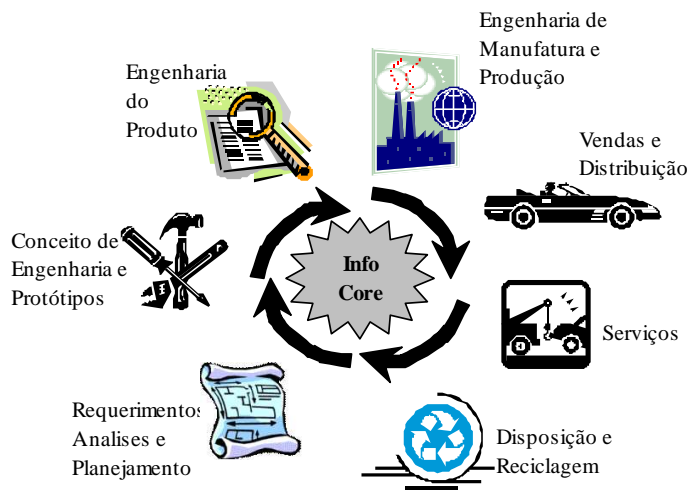 Engenharia de
Manufatura e
Produção
Engenharia
do
Produto
Vendas e
Distribuição
Conceito de
Engenharia e
Protótipos
Info
Core
Serviços
Requerimentos
Analises e
Planejamento
Disposição e
Reciclagem